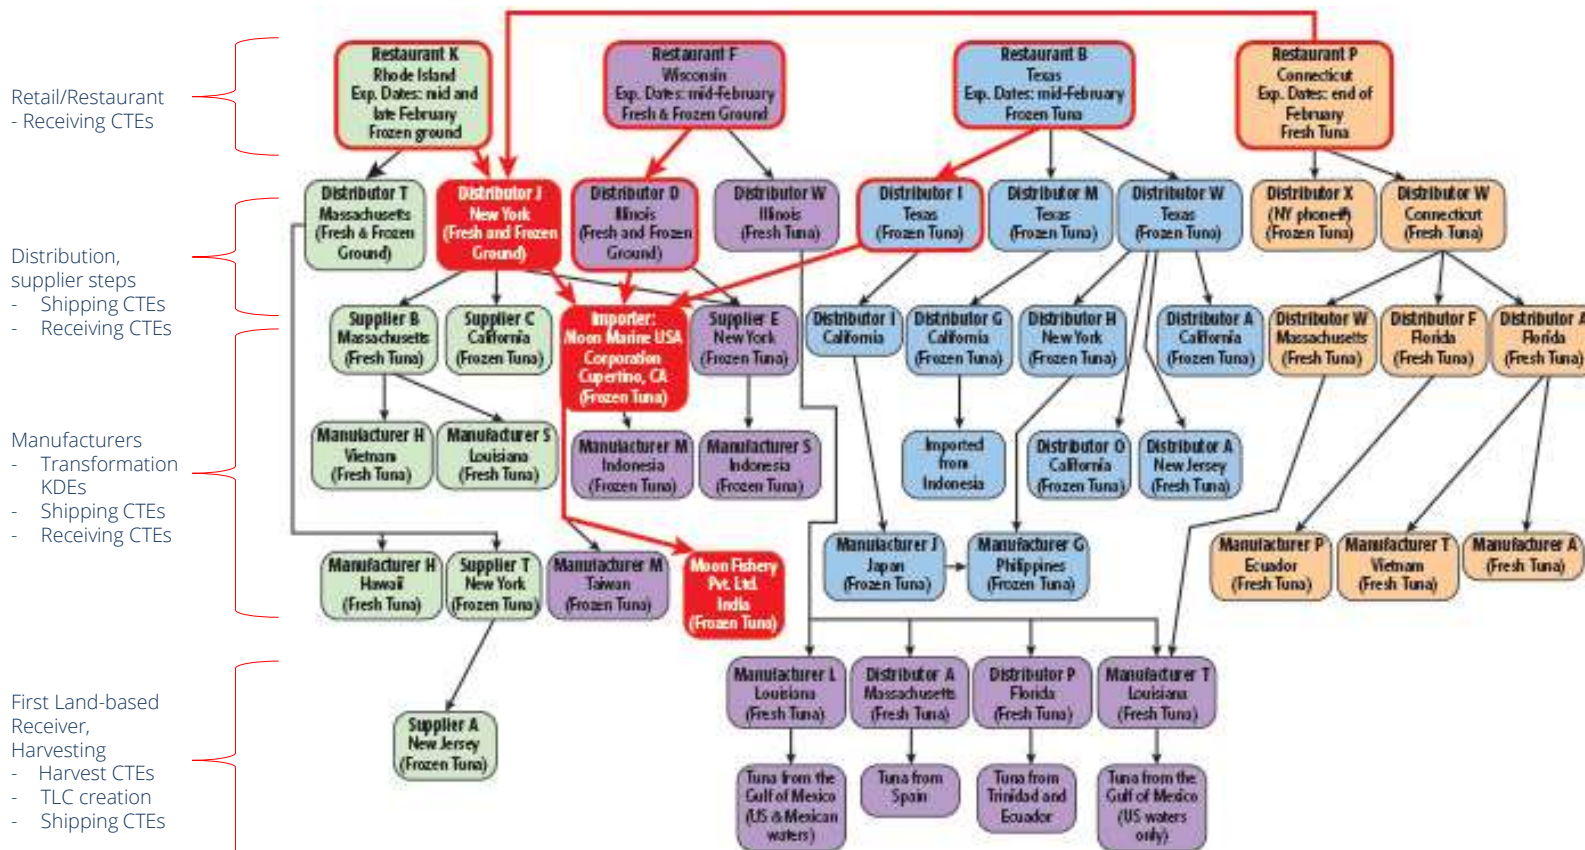 Retail/Restaurant
- Receiving CTEs
Distribution,
supplier steps
- Shipping CTEs
- Receiving CTEs
Manufacturers
- Transformation
KDEs
- Shipping CTEs
- Receiving CTEs
First Land-based
Receiver,
Harvesting
- Harvest CTEs
- TLC creation
- Shipping CTEs
Restaurant K
Rhode Island
Exp. Dates: mid and
late February
Frozen ground
Restaurant F
Wisconsin
Exp. Dates: mid-February
Fresh & Frozen Ground
Restaurant B
Texas
Exp. Dates: mid-February
Frozen Tuna
Restaurant P
Connecticut
Exp. Dates: end of
February
Fresh Tuna
Distributor T
Massachusetts
(Fresh & Frozen
Ground)
Distributor J
New York
(Fresh and Frozen
Ground)
Distributor D
Illinois
(Fresh and Frozen
Ground)
Distributor W
Illinois
(Fresh Tuna)
Distributor I
Texas
(Frozen Tuna)
Distributor M
Texas
(Frozen Tuna)
Distributor W
Texas
(Frozen Tuna)
Distributor X
(NY phone#)
(Frozen Tuna)
Distributor W
Connecticut
(Fresh Tuna)
Supplier B
Massachusetts
(Fresh Tuna)
Supplier C
California
(Frozen Tuna)
Importer:
Moon Marine USA
Corporation
Cupertino, CA
(Frozen Tuna)
Supplier E
New York
(Frozen Tuna)
Distributor I
California
Distributor G
California
(Frozen Tuna)
Distributor H
New York
(Frozen Tuna)
Distributor A
California
(Frozen Tuna)
Distributor W
Massachusetts
(Fresh Tuna)
Distributor F
Florida
(Fresh Tuna)
Distributor A
Florida
(Fresh Tuna)
Manufacturer H
Vietnam
(Fresh Tuna)
Manufacturer S
Louisiana
(Fresh Tuna)
Manufacturer M
Indonesia
(Frozen Tuna)
Manufacturer S
Indonesia
(Frozen Tuna)
Imported
from
Indonesia
Distributor O
California
(Frozen Tuna)
Distributor A
New Jersey
(Fresh Tuna)
Manufacturer H
Hawaii
(Fresh Tuna)
Supplier T
New York
(Frozen Tuna)
Manufacturer M
Taiwan
(Frozen Tuna)
Moon Fishery
Pvt. Ltd.
India
(Frozen Tuna)
Manufacturer J
Japan
(Frozen Tuna)
Manufacturer G
Philippines
(Frozen Tuna)
Manufacturer P
Ecuador
(Fresh Tuna)
Manufacturer T
Vietnam
(Fresh Tuna)
Manufacturer A
(Fresh Tuna)
Supplier A
New Jersey
(Frozen Tuna)
Manufacturer L
Louisiana
(Fresh Tuna)
Distributor A
Massachusetts
(Fresh Tuna)
Distributor P
Florida
(Fresh Tuna)
Manufacturer T
Louisiana
(Fresh Tuna)
Tuna from the
Gulf of Mexico
(US & Mexican
waters)
Tuna from
Spain
Tuna from
Trinidad and
Ecuador
Tuna from the
Gulf of Mexico
(US waters
only)